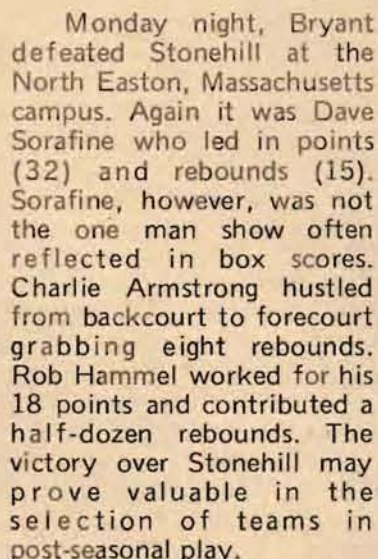 Monday night, Bryant
defeated Stonehill at the
North Easton, Massachusetts
campus. Again it was Dave
Sorafine who led in points
(32) and rebounds (15).
Sorafine, however, was not
the one man show often
reflected in box scores.
Charlie Armstrong hustled
from backcourt to forecourt
grabbing eight rebounds.
Rob Hammel worked for his
18 points and contributed a
half-dozen rebounds. The
victory over Stonehill may
prove valuable in the
selection of teams in
post-seasonal play.